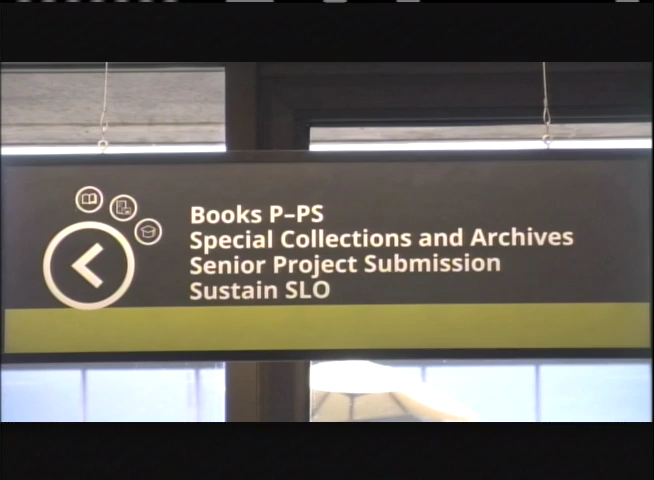 Books P–PS
Special Collections and Archives
Senior Project Submission
Sustain SLO